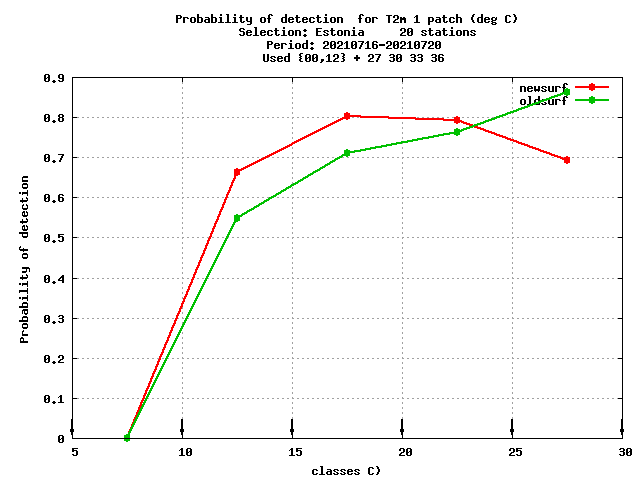 Probability of detection  for T2m 1 patch (deg C)
Selection: Estonia     20 stations
Period: 20210716-20210720
Used {00,12} + 27 30 33 36
newsurf
oldsurf
Probability of detection
0.9
0.8
0.7
0.6
0.5
0.4
0.3
0.2
0.1
0
5 10 15 20 25 30
classes C)